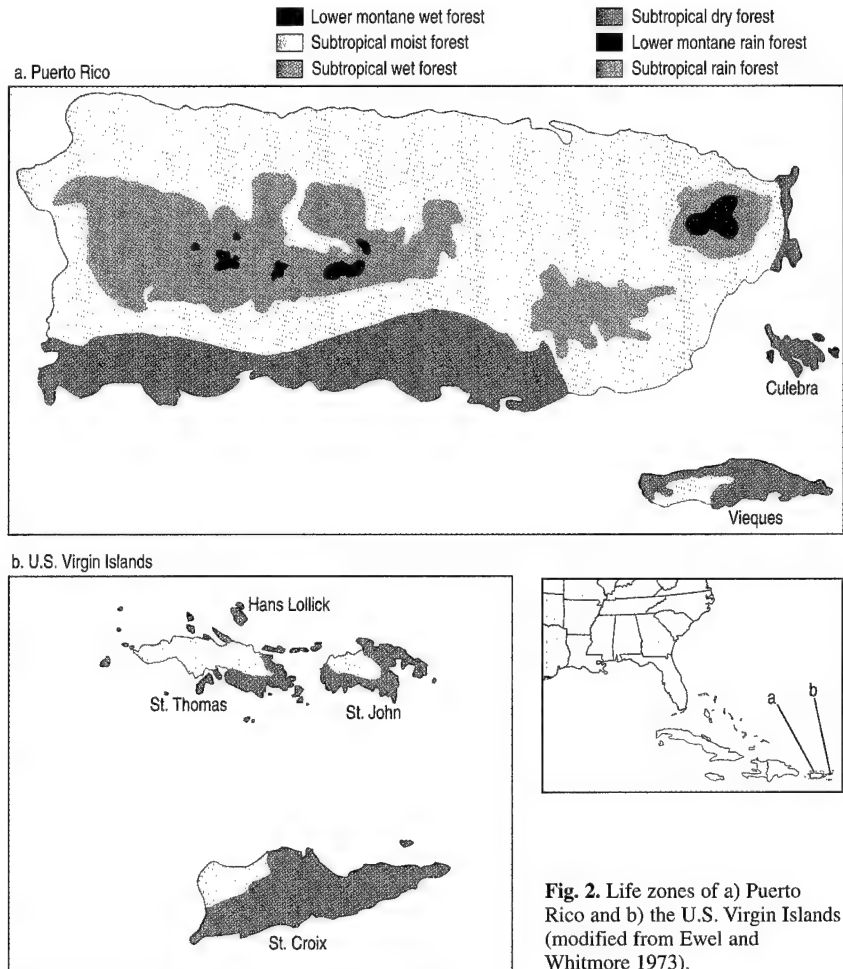 Lower montane wet forest
Subtropical moist forest
Subtropical wet forest
Subtropical dry forest
Lower montane rain forest
Subtropical rain forest
a. Puerto Rico
Culebra
Vieques
b. U.S. Virgin Islands
Hans Lollick
St. Thomas
St. John
St. Croix
a
b
Fig. 2. Life zones of a) Puerto
Rico and b) the U.S. Virgin Islands
(modified from Ewel and
Whitmore 1973).